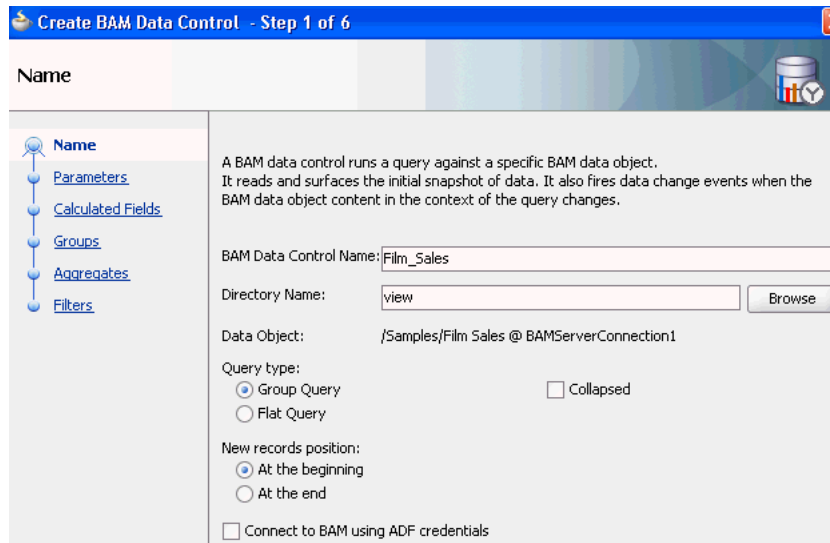 Create BAM Data Control - Step 1 of 6
Name
Name
Parameters
Calculated Fields
Groups
Aggregates
Filters
A BAM data control runs a query against a specific BAM data object.
It reads and surfaces the initial snapshot of data. It also fires data change events when the
BAM data object content in the context of the query changes.
BAM Data Control Name: Film_Sales
Directory Name: view Browse
Data Object: /Samples/Film Sales @ BAMServerConnection1
Query type:
Group Query Collapsed
Flat Query
New records position:
At the beginning
At the end
Connect to BAM using ADF credentials